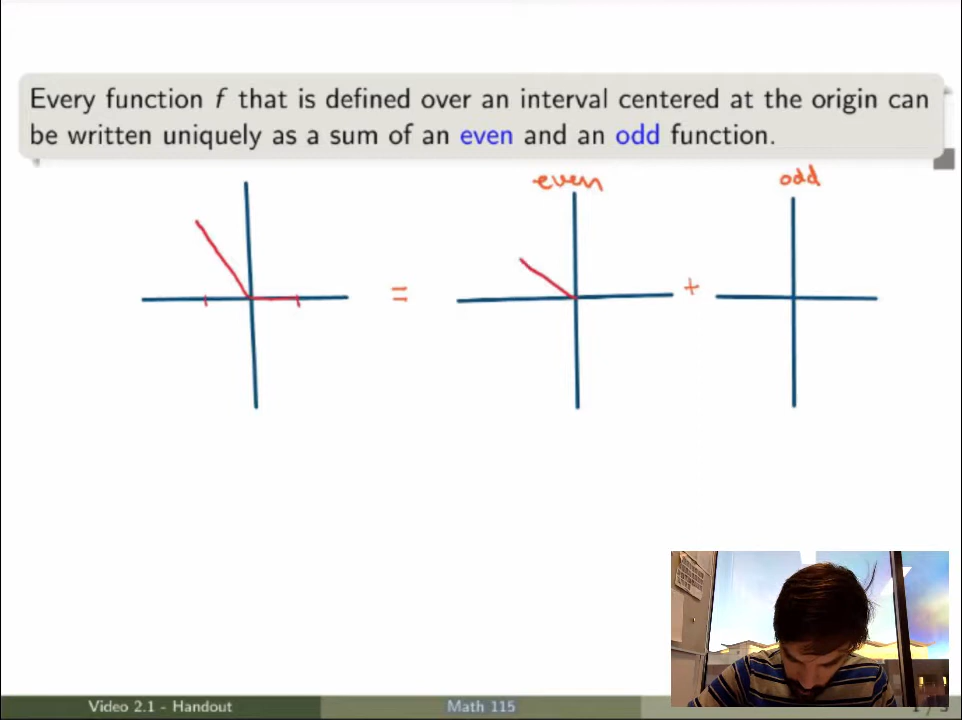 Every function f that is defined over an interval centered at the origin can
be written uniquely as a sum of an even and an odd function.
even
odd
=
+
Video 2.1 - Handout
Math 115